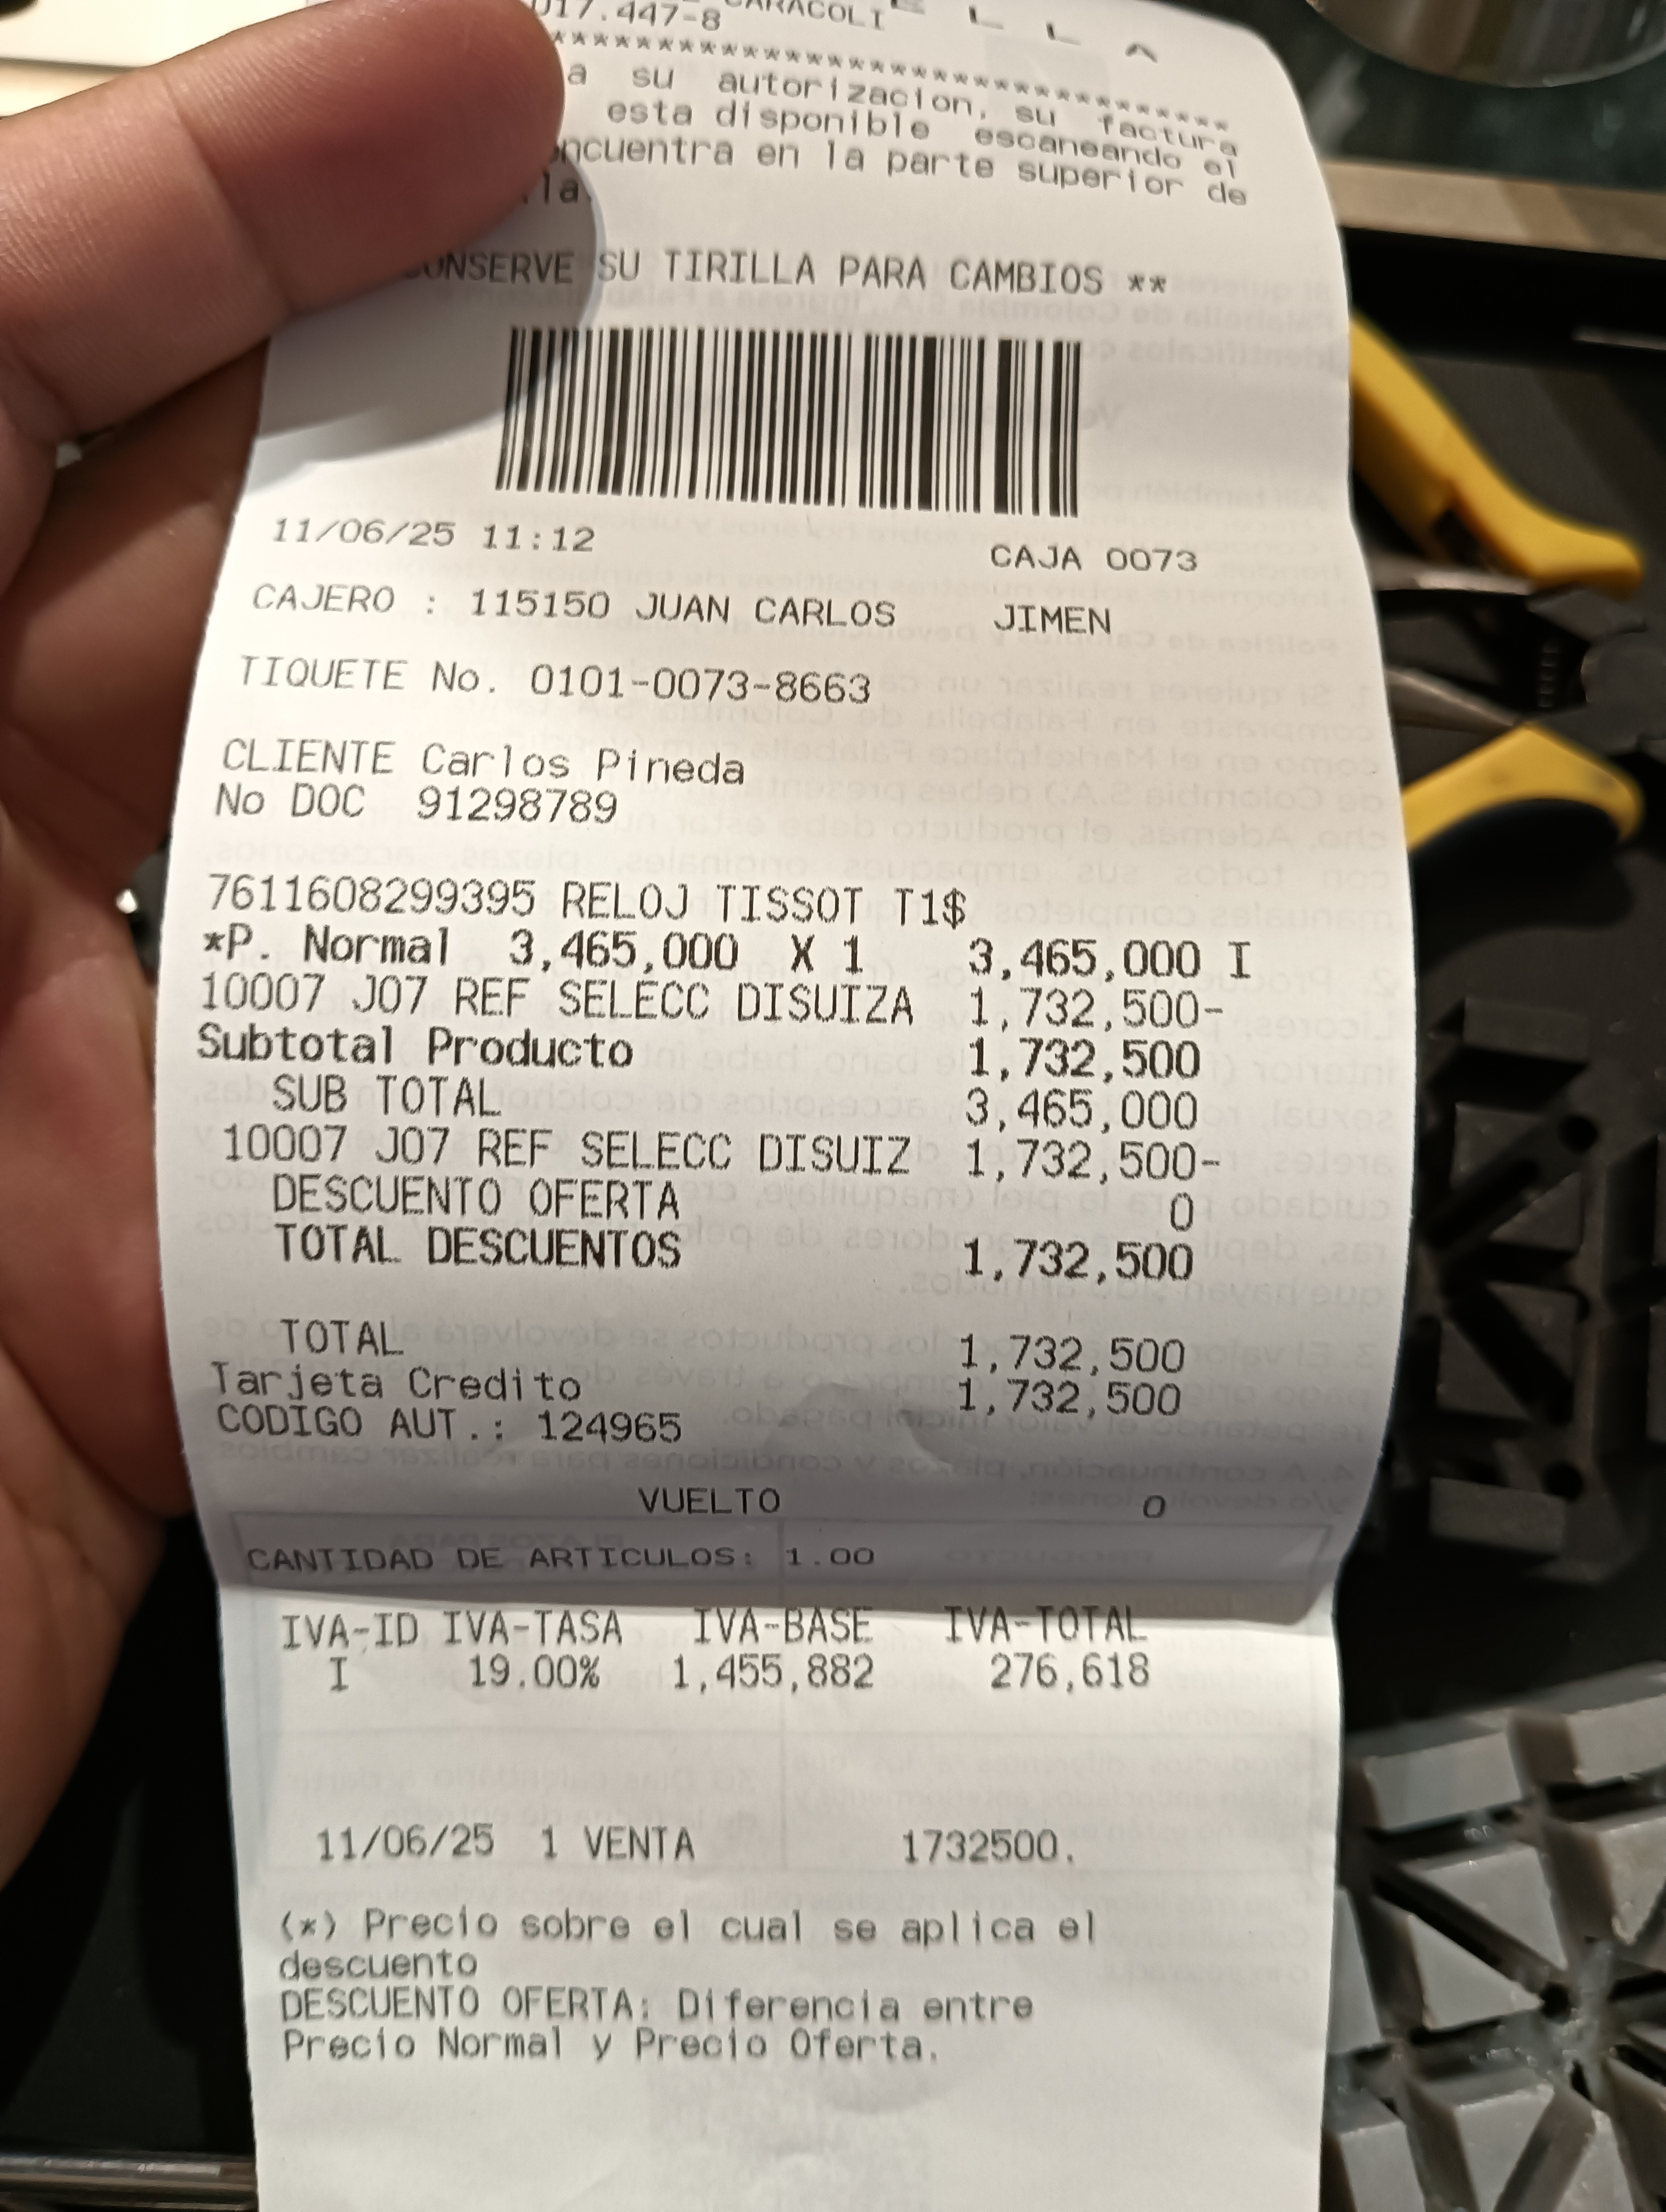 017.447-8 CARACOLI
*****************************************
a su autorizacion, su factura
esta disponible escaneando el
encuentra en la parte superior de
la.
CONSERVE SU TIRILLA PARA CAMBIOS **
11/06/25 11:12 CAJA 0073
CAJERO : 115150 JUAN CARLOS JIMEN
TIQUETE No. 0101-0073-8663
CLIENTE Carlos Pineda
No DOC 91298789
7611608299395 RELOJ TISSOT T1$
*P. Normal 3,465,000 X 1 3,465,000 I
10007 J07 REF SELECC DISUIZA 1,732,500-
Subtotal Producto 1,732,500
SUB TOTAL 3,465,000
10007 J07 REF SELECC DISUIZ 1,732,500-
DESCUENTO OFERTA 0
TOTAL DESCUENTOS 1,732,500
TOTAL 1,732,500
Tarjeta Credito 1,732,500
CODIGO AUT.: 124965
VUELTO 0
CANTIDAD DE ARTICULOS: 1.00
IVA-ID IVA-TASA IVA-BASE IVA-TOTAL
I 19.00% 1,455,882 276,618
11/06/25 1 VENTA 1732500.
(*) Precio sobre el cual se aplica el
descuento
DESCUENTO OFERTA: Diferencia entre
Precio Normal y Precio Oferta.